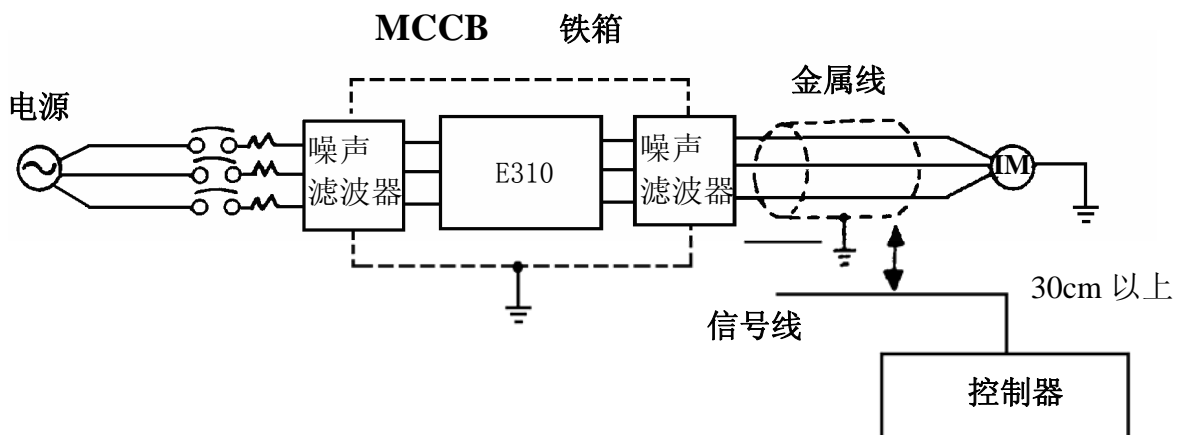 MCCB 铁箱
金属线
电源
噪声
滤波器
E310
噪声
滤波器
IM
30cm 以上
信号线
控制器